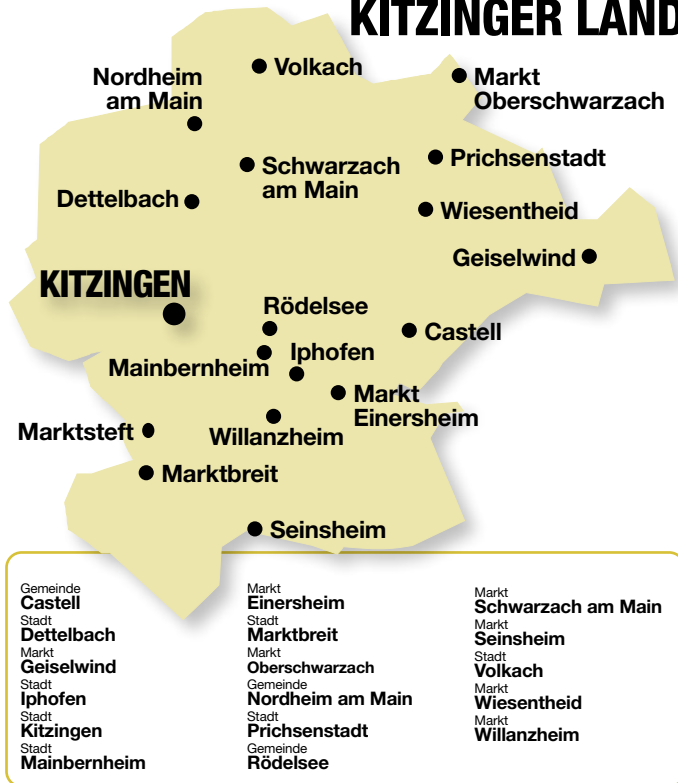 KITZINGER LAND
Volkach
Nordheim
am Main
Markt
Oberschwarzach
Schwarzach
am Main
Prichsenstadt
Dettelbach
Wiesentheid
Geiselwind
KITZINGEN
Rödelsee
Castell
Mainbernheim
Iphofen
Markt
Einersheim
Marktsteft
Willanzheim
Marktbreit
Seinsheim
Gemeinde
Castell
Stadt
Dettelbach
Markt
Geiselwind
Stadt
Iphofen
Stadt
Kitzingen
Stadt
Mainbernheim
Markt
Einersheim
Stadt
Marktbreit
Markt
Oberschwarzach
Gemeinde
Nordheim am Main
Stadt
Prichsenstadt
Gemeinde
Rödelsee
Markt
Schwarzach am Main
Markt
Seinsheim
Stadt
Volkach
Markt
Wiesentheid
Markt
Willanzheim